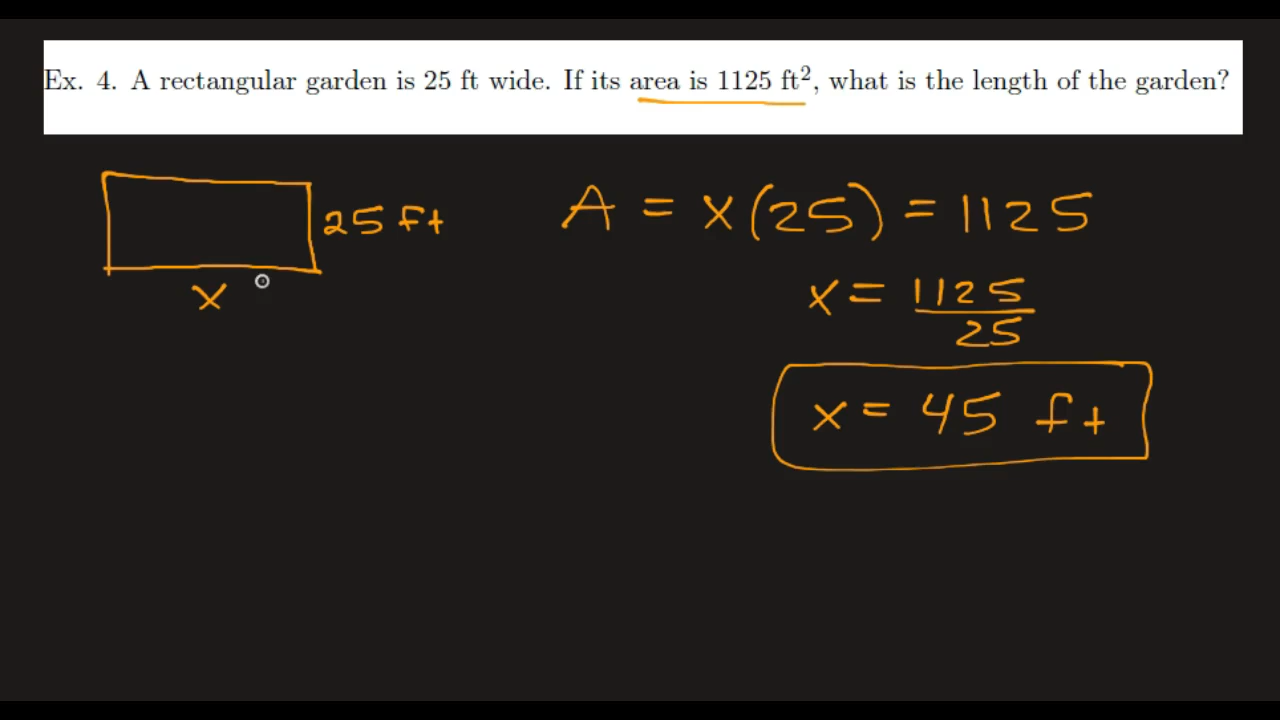 Ex. 4. A rectangular garden is 25 ft wide. If its area is 1125 ft², what is the length of the garden?
25 ft
x
A = x(25) = 1125
x = 1125/25
x = 45 ft